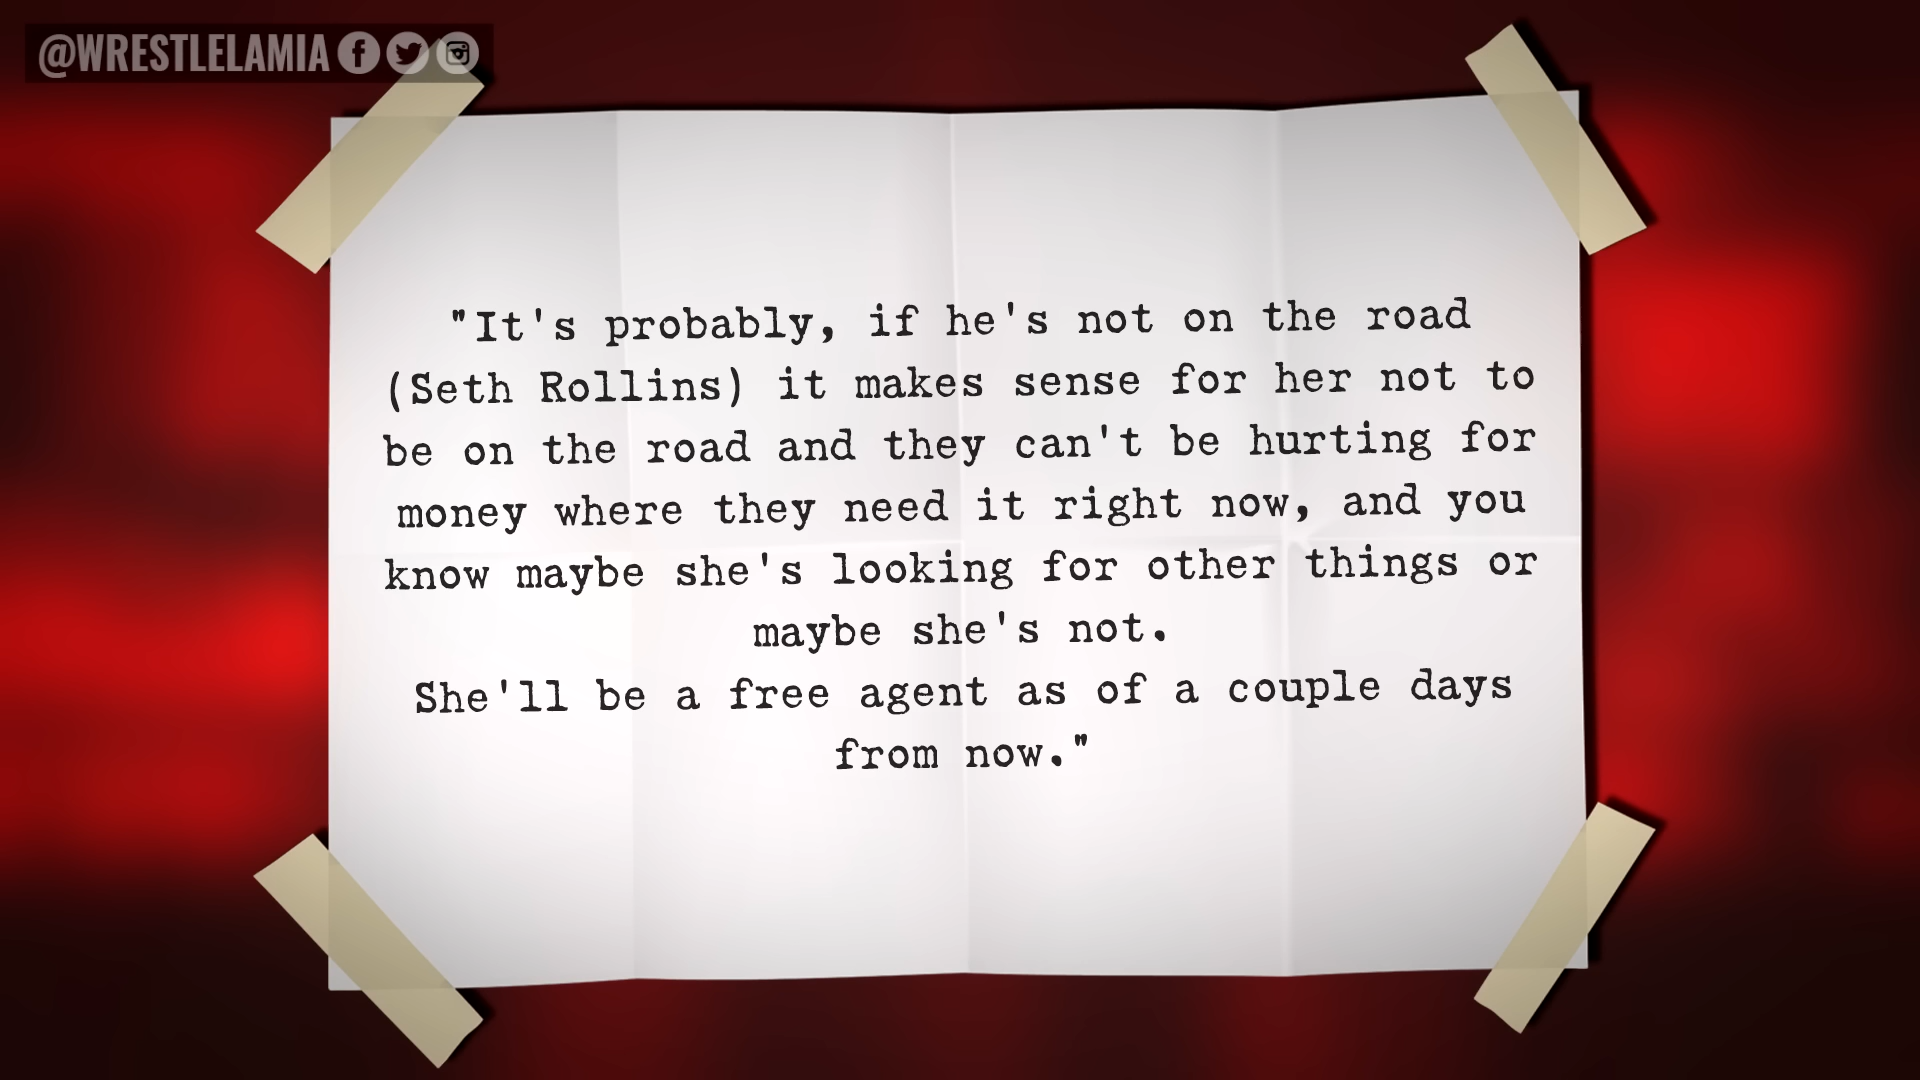 @WRESTLELAMIA
"It's probably, if he's not on the road
(Seth Rollins) it makes sense for her not to
be on the road and they can't be hurting for
money where they need it right now, and you
know maybe she's looking for other things or
maybe she's not.
She'll be a free agent as of a couple days
from now."